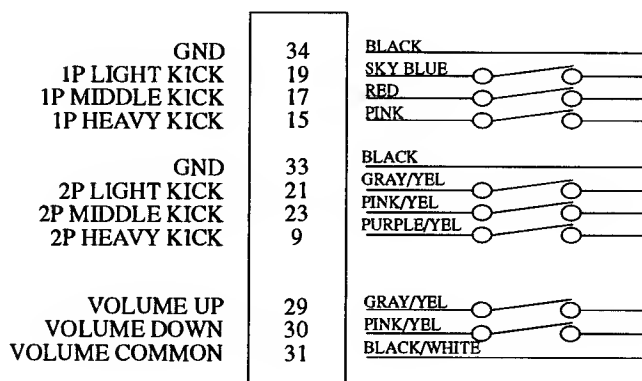 GND 34 BLACK
1P LIGHT KICK 19 SKY BLUE
1P MIDDLE KICK 17 RED
1P HEAVY KICK 15 PINK
GND 33 BLACK
2P LIGHT KICK 21 GRAY/YEL
2P MIDDLE KICK 23 PINK/YEL
2P HEAVY KICK 9 PURPLE/YEL
VOLUME UP 29 GRAY/YEL
VOLUME DOWN 30 PINK/YEL
VOLUME COMMON 31 BLACK/WHITE